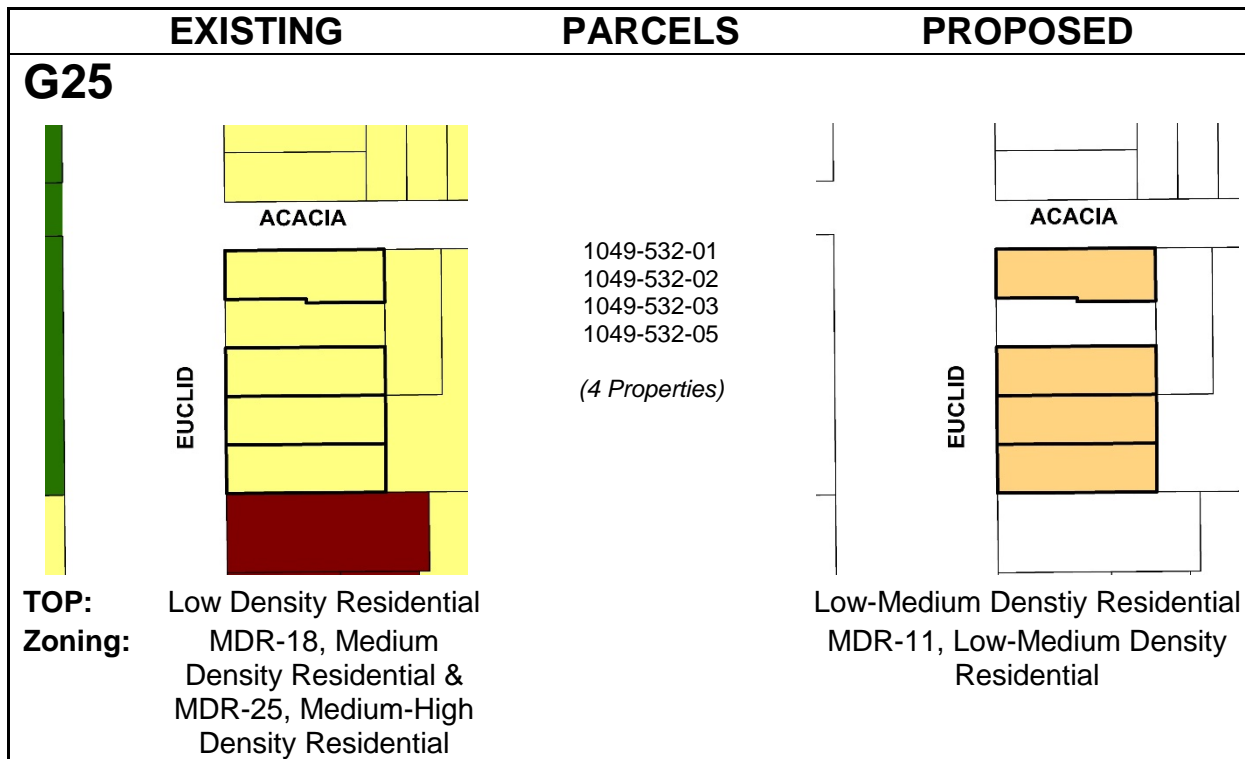 EXISTING PARCELS PROPOSED
G25
ACACIA
EUCLID
1049-532-01
1049-532-02
1049-532-03
1049-532-05
(4 Properties)
ACACIA
EUCLID
TOP: Low Density Residential Low-Medium Denstiy Residential
Zoning: MDR-18, Medium MDR-11, Low-Medium Density
Density Residential & Residential
MDR-25, Medium-High
Density Residential